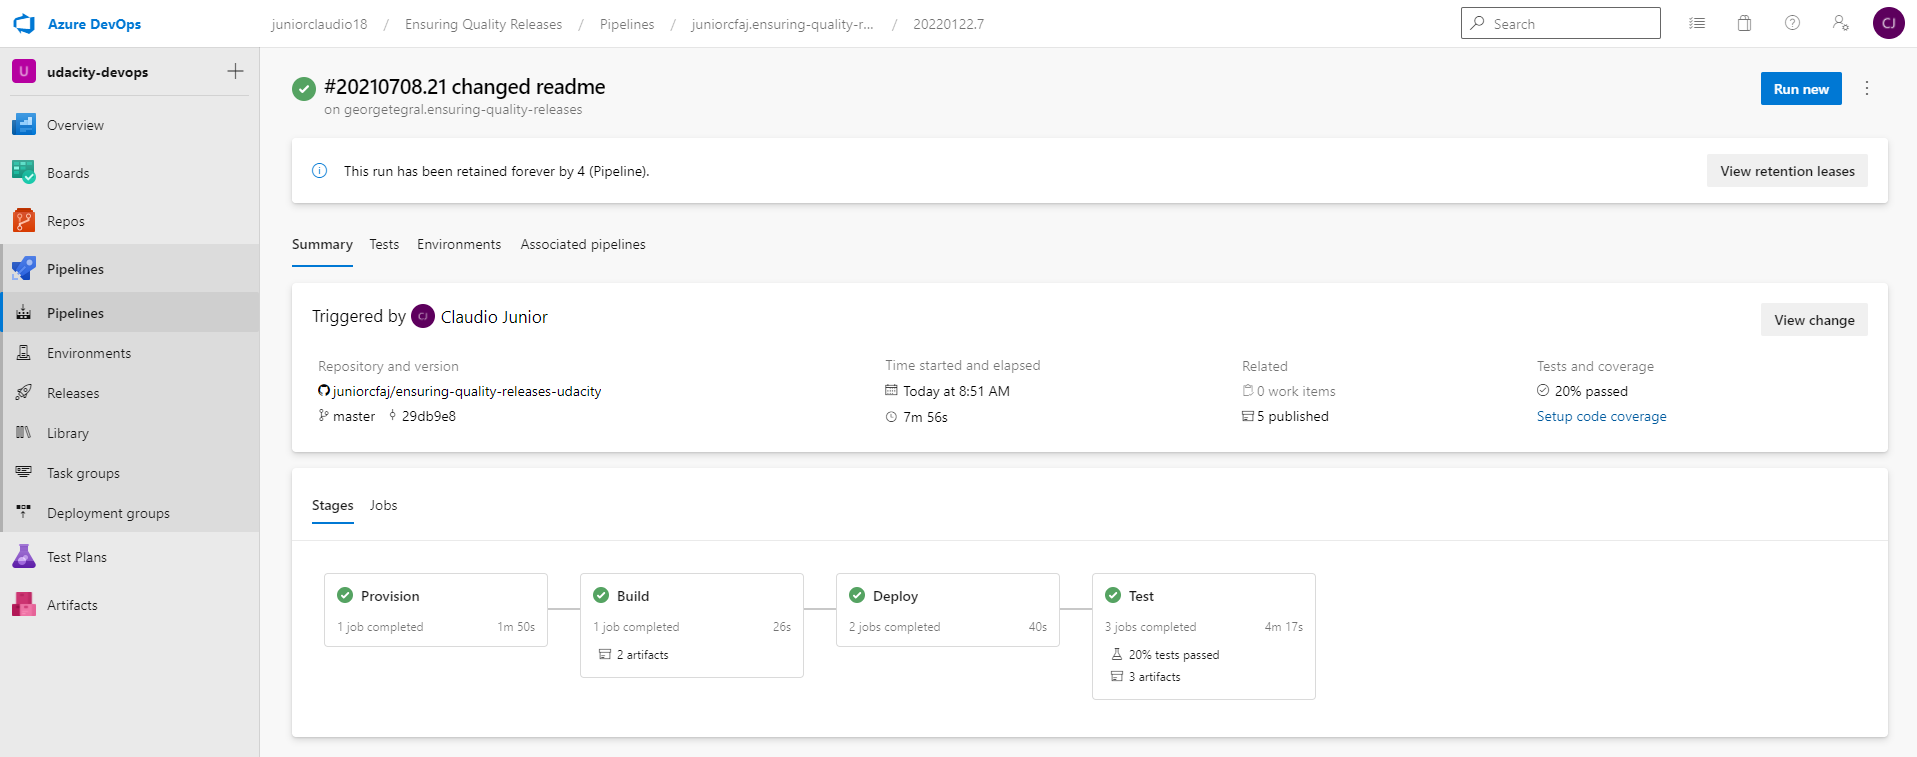 Azure DevOps
juniorclaudio18 / Ensuring Quality Releases / Pipelines / juniorcfaj.ensuring-quality-r... / 20220122.7
Search
CJ
U udacity-devops
Overview
Boards
Repos
Pipelines
Pipelines
Environments
Releases
Library
Task groups
Deployment groups
Test Plans
Artifacts
#20210708.21 changed readme
on georgetegral.ensuring-quality-releases
Run new
This run has been retained forever by 4 (Pipeline).
View retention leases
Summary Tests Environments Associated pipelines
Triggered by CJ Claudio Junior
View change
Repository and version
juniorcfaj/ensuring-quality-releases-udacity
master 29db9e8
Time started and elapsed
Today at 8:51 AM
7m 56s
Related
0 work items
5 published
Tests and coverage
20% passed
Setup code coverage
Stages Jobs
Provision
1 job completed 1m 50s
Build
1 job completed 26s
2 artifacts
Deploy
2 jobs completed 40s
Test
3 jobs completed 4m 17s
20% tests passed
3 artifacts